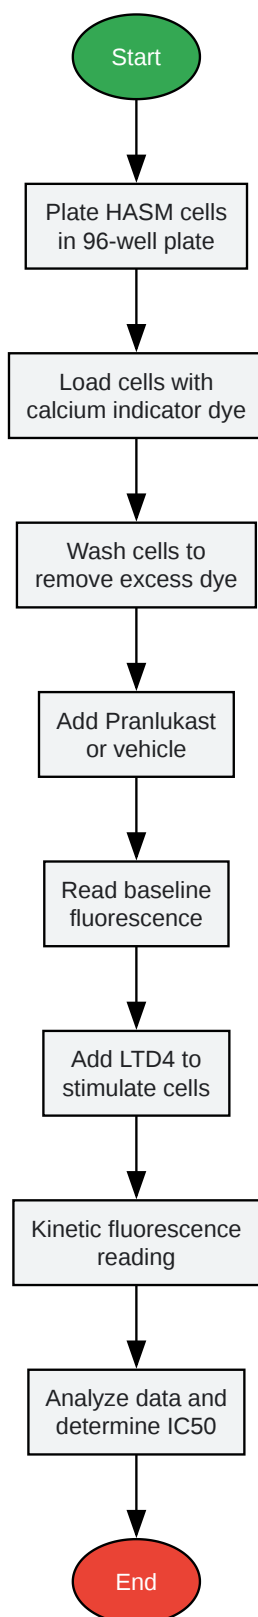 Start
Plate HASM cells
in 96-well plate
Load cells with
calcium indicator dye
Wash cells to
remove excess dye
Add Pranlukast
or vehicle
Read baseline
fluorescence
Add LTD4 to
stimulate cells
Kinetic fluorescence
reading
Analyze data and
determine IC50
End